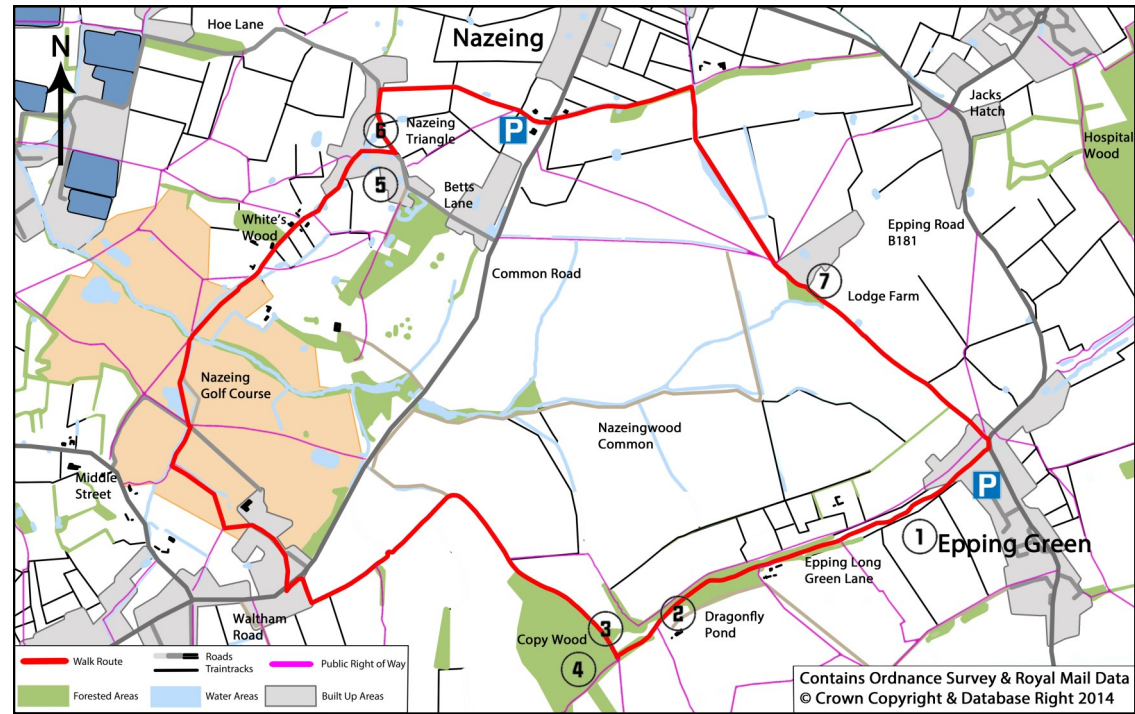 Hoe Lane
Nazeing
N
Jacks
Hatch
Hospital
Wood
6
Nazeing
Triangle
P
5
Betts
Lane
White's
Wood
Epping Road
B181
Common Road
7
Lodge Farm
Nazeing
Golf Course
Nazeingwood
Common
Middle
Street
P
1
Epping Green
Epping Long
Green Lane
2
Dragonfly
Pond
3
Copy Wood
4
Waltham
Road
Walk Route
Roads
Traintracks
Public Right of Way
Forested Areas
Water Areas
Built Up Areas
Contains Ordnance Survey & Royal Mail Data
© Crown Copyright & Database Right 2014